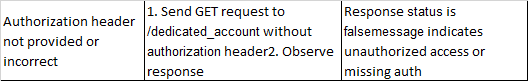 Authorization header
not provided or
incorrect
1. Send GET request to
/dedicated_account without
authorization header2. Observe
response
Response status is
falsemessage indicates
unauthorized access or
missing auth